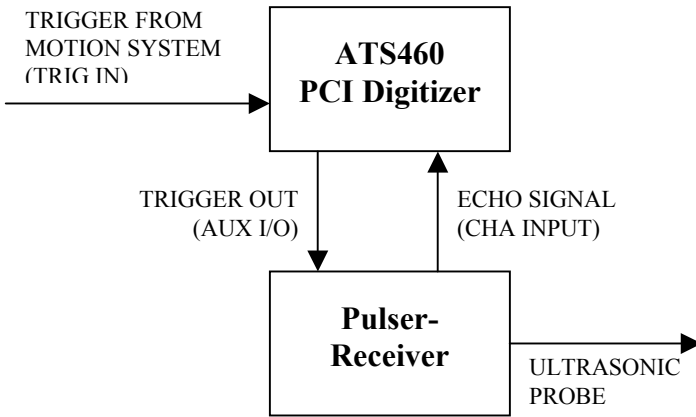 TRIGGER FROM
MOTION SYSTEM
(TRIG IN)
ATS460
PCI Digitizer
TRIGGER OUT
(AUX I/O)
ECHO SIGNAL
(CHA INPUT)
Pulser-
Receiver
ULTRASONIC
PROBE